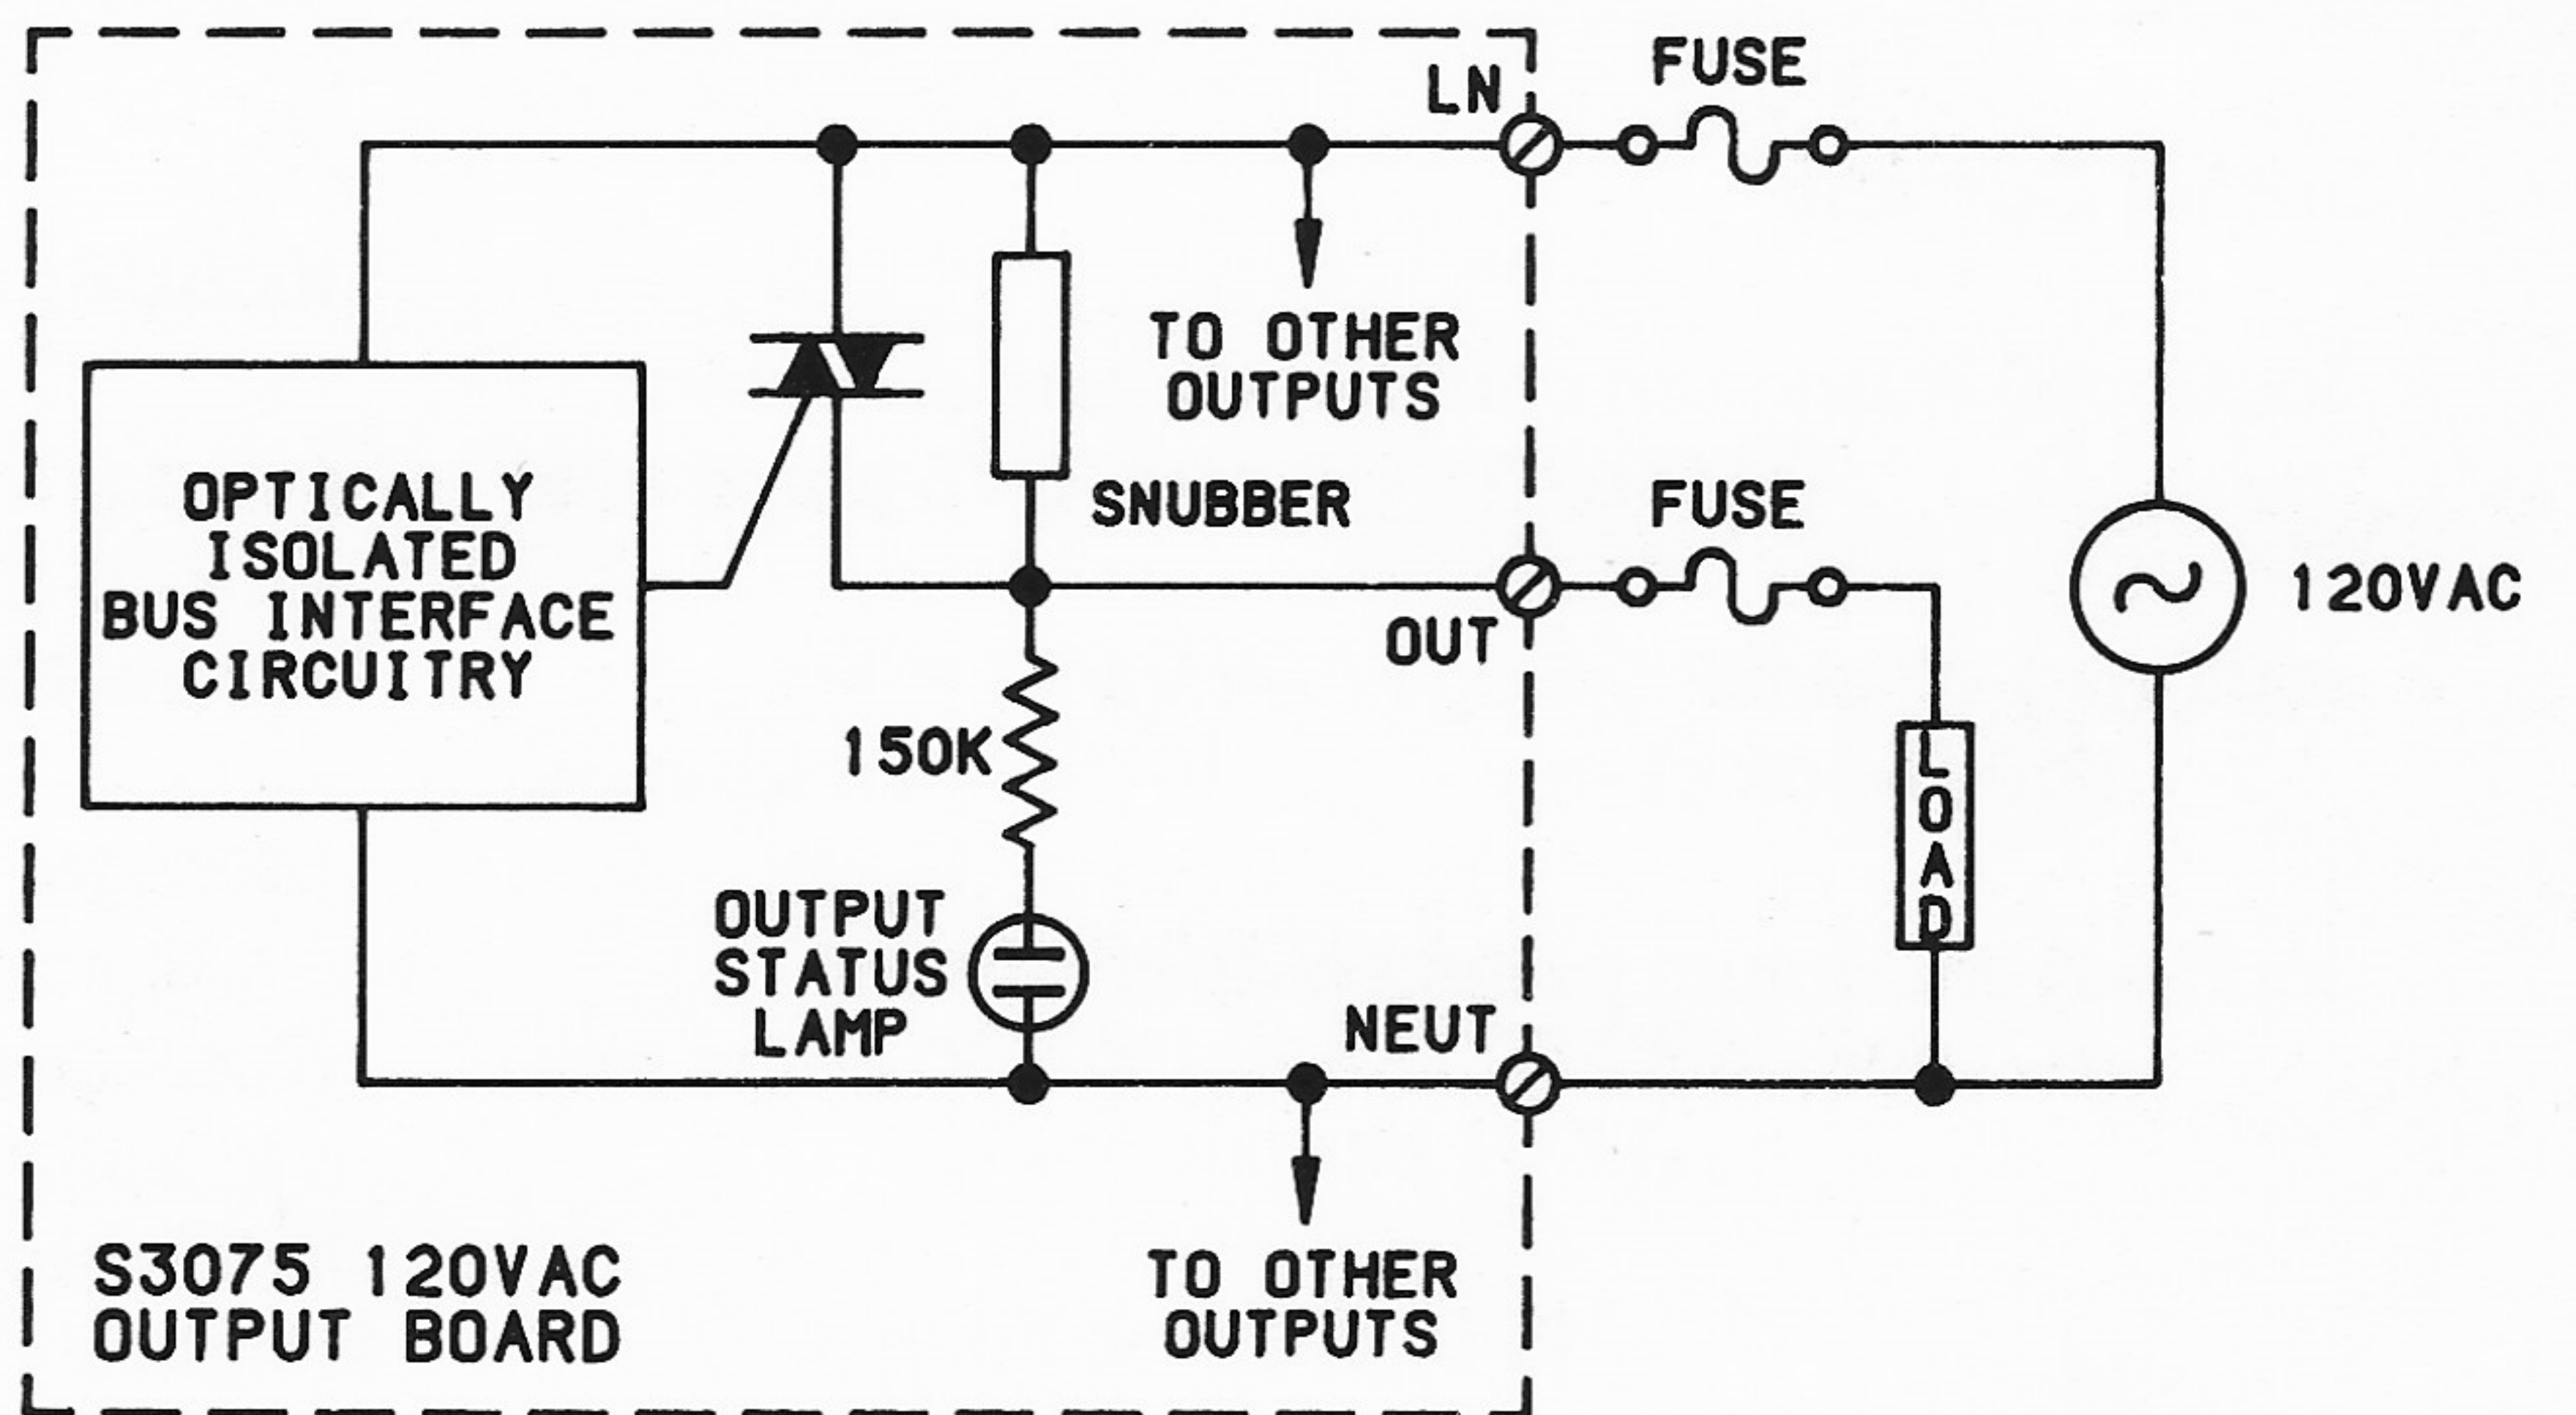 LN
FUSE
TO OTHER
OUTPUTS
OPTICALLY
ISOLATED
BUS INTERFACE
CIRCUITRY
SNUBBER
FUSE
120VAC
OUT
150K
LOAD
OUTPUT
STATUS
LAMP
NEUT
S3075 120VAC
OUTPUT BOARD
TO OTHER
OUTPUTS